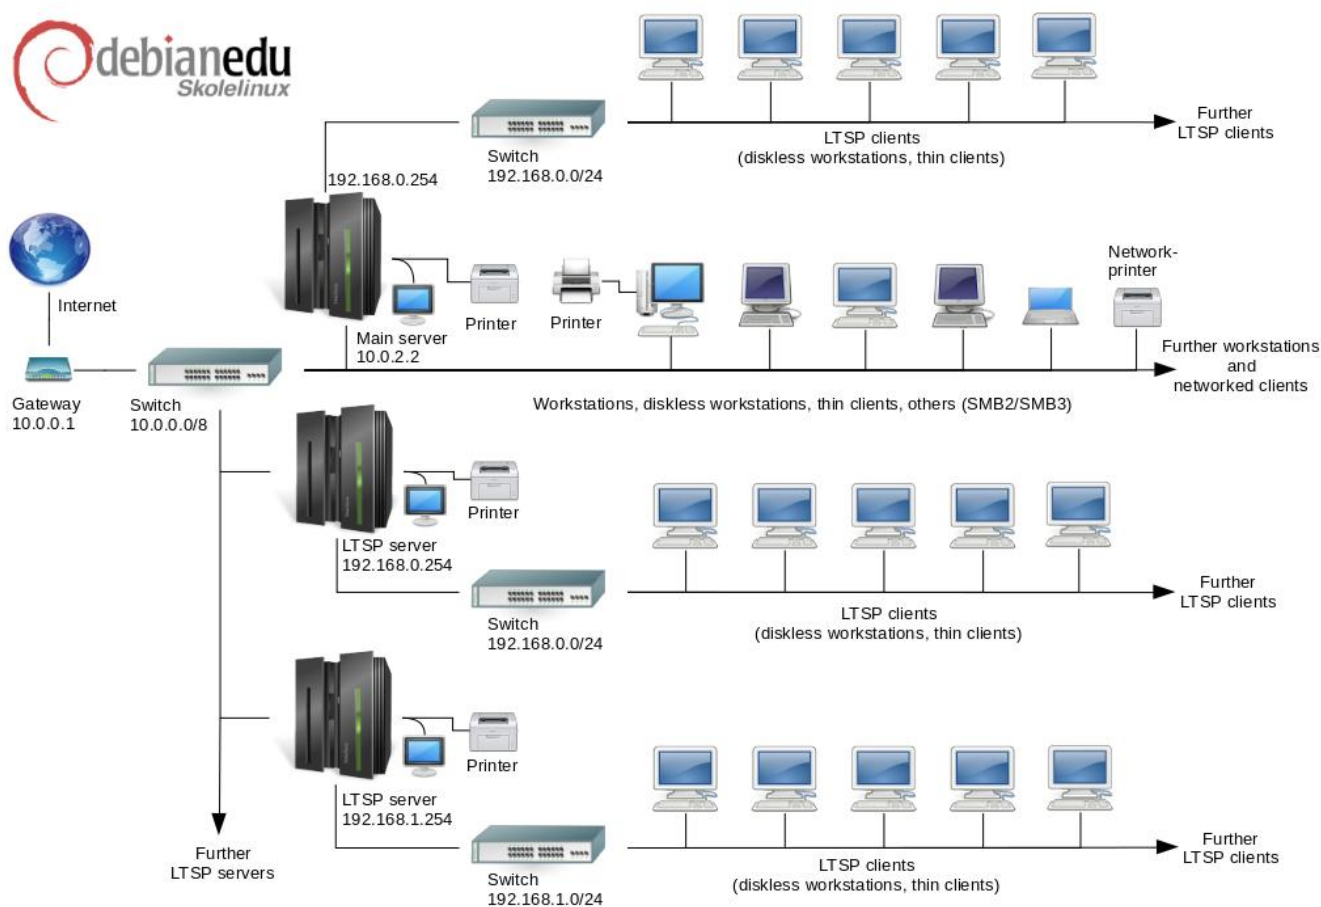 debianedu
Skolelinux
Further
LTSP clients
LTSP clients
(diskless workstations, thin clients)
Switch
192.168.0.0/24
192.168.0.254
Internet
Network-
printer
Printer
Printer
Main server
10.0.2.2
Further workstations
and
networked clients
Gateway
10.0.0.1
Switch
10.0.0.0/8
Workstations, diskless workstations, thin clients, others (SMB2/SMB3)
Printer
LTSP server
192.168.0.254
Further
LTSP clients
LTSP clients
(diskless workstations, thin clients)
Switch
192.168.0.0/24
Printer
LTSP server
192.168.1.254
Further
LTSP servers
Further
LTSP clients
LTSP clients
(diskless workstations, thin clients)
Switch
192.168.1.0/24